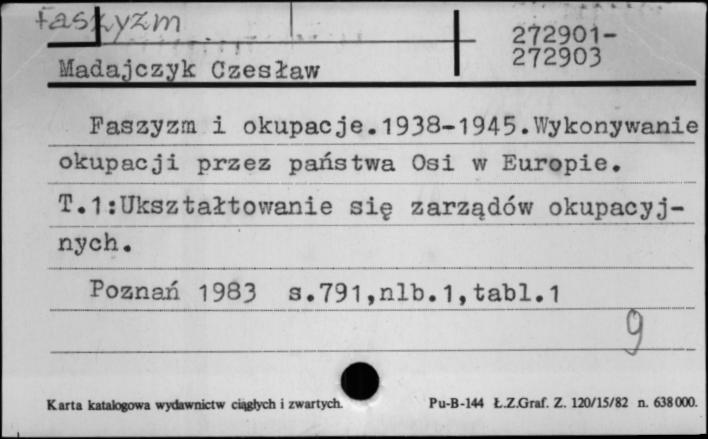 Faszyzm
272901-
272903
Madajczyk Czesław
Faszyzm i okupacje.1938-1945.Wykonywanie
okupacji przez państwa Osi w Europie.
T.1:Ukształtowanie się zarządów okupacyj-
nych.
Poznań 1983 s.791,nlb.1,tabl.1
9
Karta katalogowa wydawnictw ciągłych i zwartych.
Pu-B-144 Ł.Z.Graf. Z. 120/15/82 n. 638000.